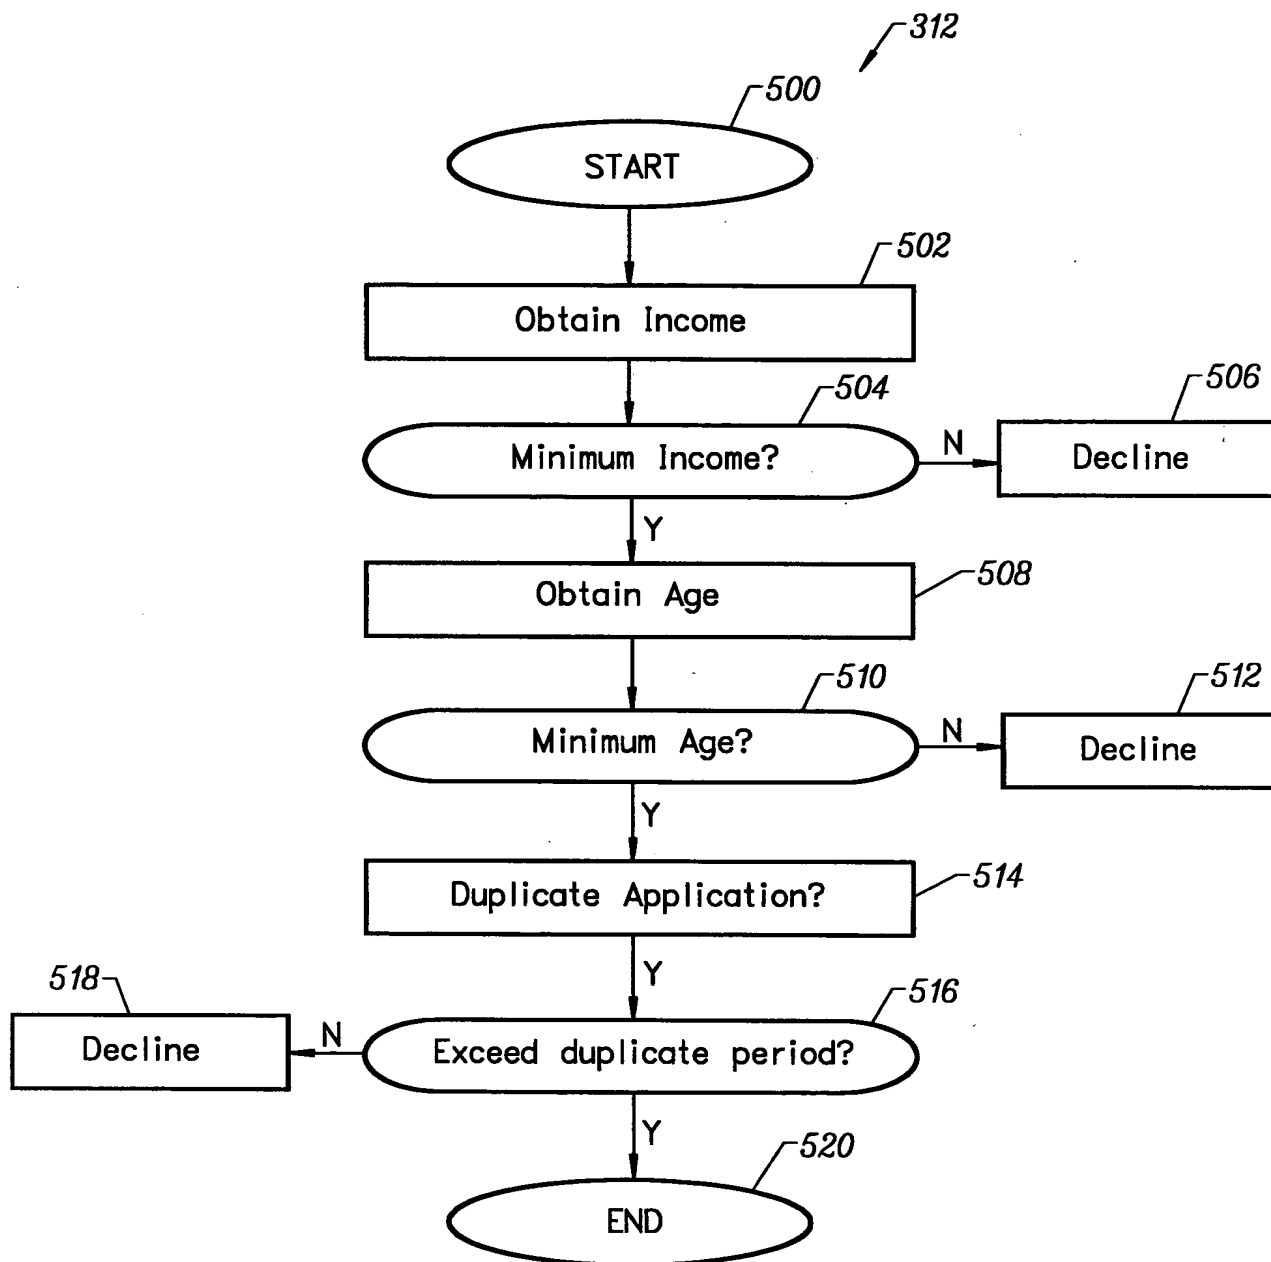 312
500
START
502
Obtain Income
504
Minimum Income?
N
506
Decline
Y
Obtain Age
508
510
Minimum Age?
N
512
Decline
Y
Duplicate Application?
514
Y
516
Exceed duplicate period?
N
518
Decline
Y
520
END